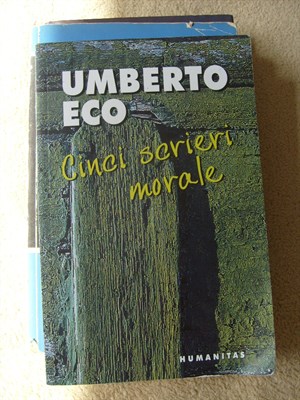 UMBERTO
ECO
Cinci scrieri
morale
HUMANITAS